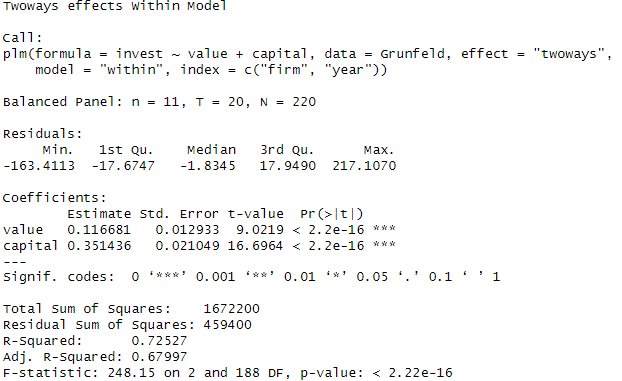 Twoways effects Within Model
Call:
plm(formula = invest ~ value + capital, data = Grunfeld, effect = "twoways",
    model = "within", index = c("firm", "year"))
Balanced Panel: n = 11, T = 20, N = 220
Residuals:
     Min.   1st Qu.    Median   3rd Qu.      Max.
-163.4113  -17.6747   -1.8345   17.9490  217.1070
Coefficients:
        Estimate Std. Error t-value  Pr(>|t|)
value   0.116681   0.012933  9.0219 < 2.2e-16 ***
capital 0.351436   0.021049 16.6964 < 2.2e-16 ***
---
Signif. codes:  0 ‘***’ 0.001 ‘**’ 0.01 ‘*’ 0.05 ‘.’ 0.1 ‘ ’ 1
Total Sum of Squares:    1672200
Residual Sum of Squares: 459400
R-Squared:      0.72527
Adj. R-Squared: 0.67997
F-statistic: 248.15 on 2 and 188 DF, p-value: < 2.22e-16